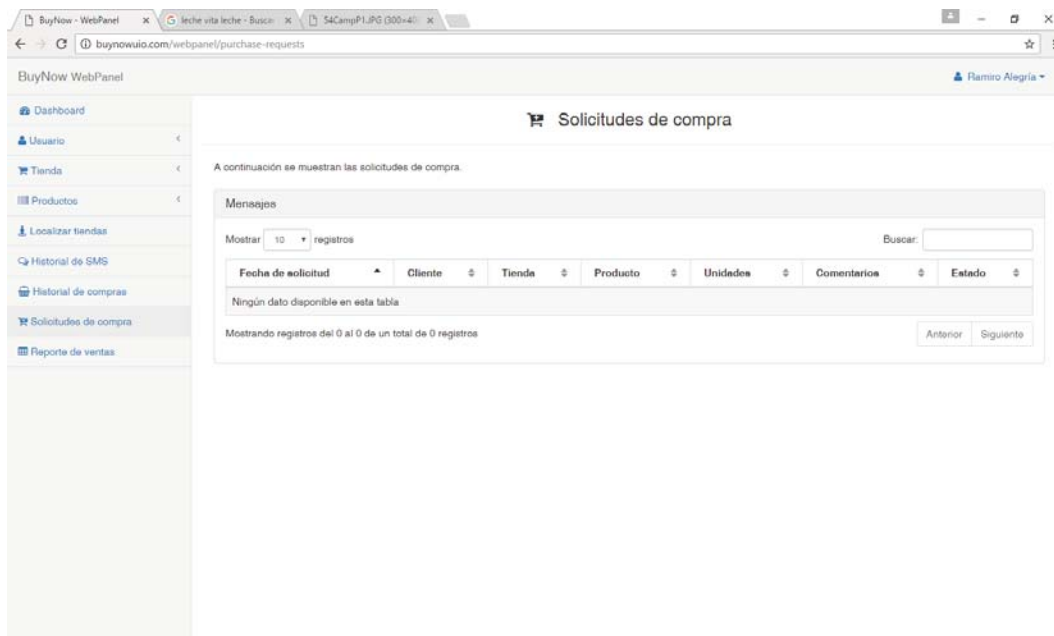 BuyNow - WebPanel
leche vita leche - Busca
S4CampP1.JPG (300×40
buynowuio.com/webpanel/purchase-requests
BuyNow WebPanel
Ramiro Alegría
Dashboard
Usuario
Tienda
Productos
Localizar tiendas
Historial de SMS
Historial de compras
Solicitudes de compra
Reporte de ventas
Solicitudes de compra
A continuación se muestran las solicitudes de compra.
Mensajes
Mostrar 10 registros Buscar:
Fecha de solicitud Cliente Tienda Producto Unidades Comentarios Estado
Ningún dato disponible en esta tabla
Mostrando registros del 0 al 0 de un total de 0 registros
Anterior Siguiente